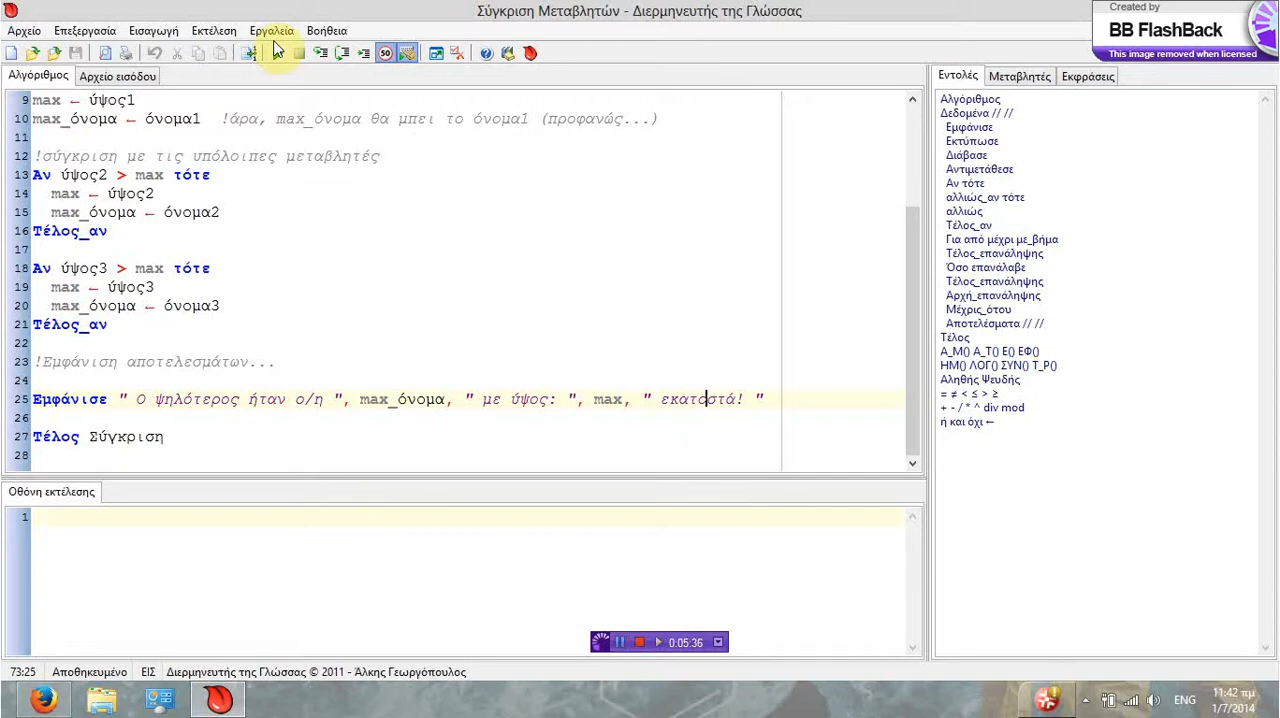 Σύγκριση Μεταβλητών - Διερμηνευτής της Γλώσσας
Created by
BB FlashBack
This image removed when licensed
Αρχείο Επεξεργασία Εισαγωγή Εκτέλεση Εργαλεία Βοήθεια
50
Αλγόριθμος Αρχείο εισόδου
9 max ← ύψος1
10 max_όνομα ← όνομα1 !άρα, max_όνομα θα μπει το όνομα1 (προφανώς...)
11
12 !σύγκριση με τις υπόλοιπες μεταβλητές
13 Αν ύψος2 > max τότε
14 max ← ύψος2
15 max_όνομα ← όνομα2
16 Τέλος_αν
17
18 Αν ύψος3 > max τότε
19 max ← ύψος3
20 max_όνομα ← όνομα3
21 Τέλος_αν
22
23 !Εμφάνιση αποτελεσμάτων...
24
25 Εμφάνισε " Ο ψηλότερος ήταν ο/η ", max_όνομα, " με ύψος: ", max, " εκατοστά! "
26
27 Τέλος Σύγκριση
28
Οθόνη εκτέλεσης
1
Εντολές Μεταβλητές Εκφράσεις
Αλγόριθμος
Δεδομένα // //
Εμφάνισε
Εκτύπωσε
Διάβασε
Αντιμετάθεσε
Αν τότε
αλλιώς_αν τότε
αλλιώς
Τέλος_αν
Για από μέχρι με_βήμα
Τέλος_επανάληψης
Όσο επανάλαβε
Τέλος_επανάληψης
Αρχή_επανάληψης
Μέχρις_ότου
Αποτελέσματα // //
Τέλος
Α_Μ() Α_Τ() Ε() ΕΦ()
ΗΜ() ΛΟΓ() ΣΥΝ() Τ_Ρ()
Αληθής Ψευδής
= ≠ < ≤ > ≥
+ - / * ^ div mod
ή και όχι ←
0:05:36
73:25 Αποθηκευμένο ΕΙΣ Διερμηνευτής της Γλώσσας © 2011 - Άλκης Γεωργόπουλος
ENG
11:42 πμ
1/7/2014